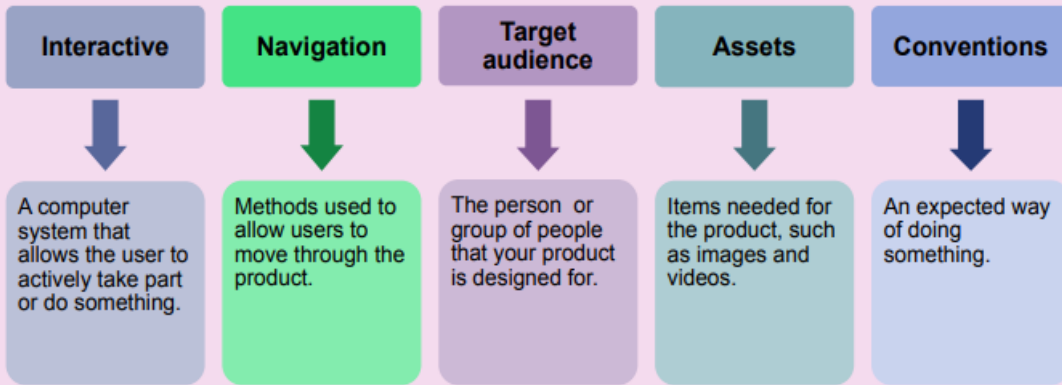 Interactive
Navigation
Target
audience
Assets
Conventions
A computer
system that
allows the user to
actively take part
or do something.
Methods used to
allow users to
move through the
product.
The person or
group of people
that your product
is designed for.
Items needed for
the product, such
as images and
videos.
An expected way
of doing
something.